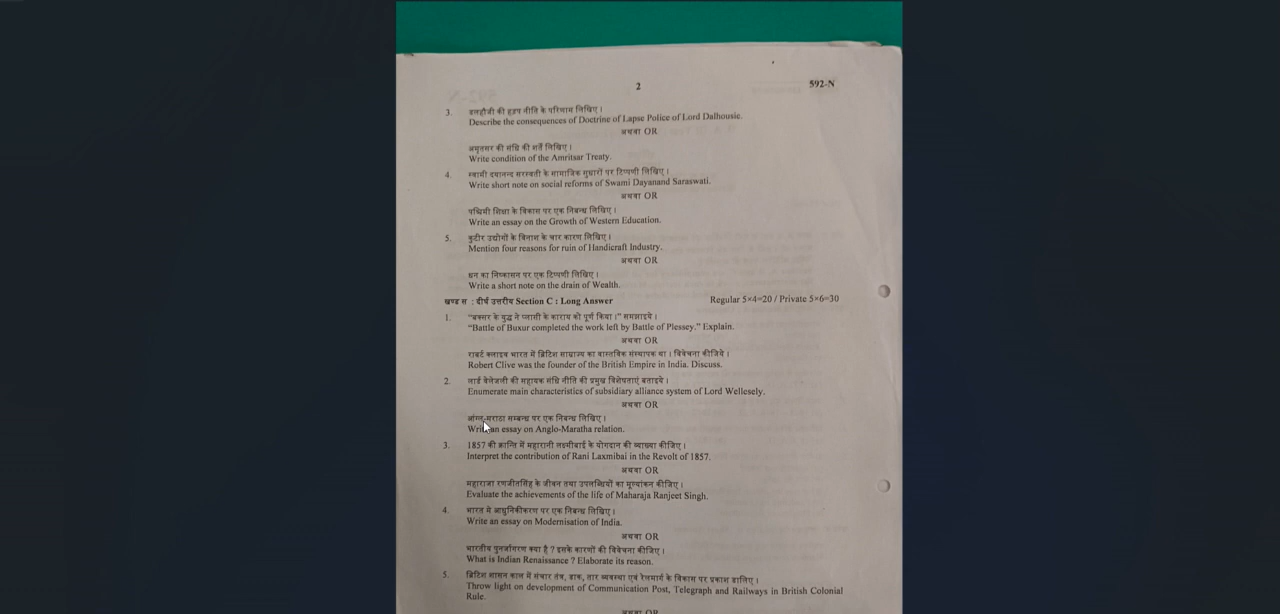 2
592-N
3. डलहौजी की हड़प नीति के परिणाम लिखिए।
Describe the consequences of Doctrine of Lapse Police of Lord Dalhousie.
अथवा OR
अमृतसर की संधि की शर्तें लिखिए।
Write condition of the Amritsar Treaty.
4. स्वामी दयानन्द सरस्वती के सामाजिक सुधारों पर टिप्पणी लिखिए।
Write short note on social reforms of Swami Dayanand Saraswati.
अथवा OR
पश्चिमी शिक्षा के विकास पर एक निबन्ध लिखिए।
Write an essay on the Growth of Western Education.
5. कुटीर उद्योगों के विनाश के चार कारण लिखिए।
Mention four reasons for ruin of Handicraft Industry.
अथवा OR
धन का निष्कासन पर एक टिप्पणी लिखिए।
Write a short note on the drain of Wealth.
खण्ड स : दीर्घ उत्तरीय Section C : Long Answer Regular 5×4=20 / Private 5×6=30
1. "बक्सर के युद्ध ने प्लासी के काराय को पूर्ण किया।" समझाइये।
"Battle of Buxur completed the work left by Battle of Plessey." Explain.
अथवा OR
राबर्ट क्लाइव भारत में ब्रिटिश साम्राज्य का वास्तविक संस्थापक था। विवेचना कीजिये।
Robert Clive was the founder of the British Empire in India. Discuss.
2. लार्ड वेलेजली की सहायक संधि नीति की प्रमुख विशेषताएं बताइये।
Enumerate main characteristics of subsidiary alliance system of Lord Wellesely.
अथवा OR
आंग्ल-मराठा सम्बन्ध पर एक निबन्ध लिखिए।
Write an essay on Anglo-Maratha relation.
3. 1857 की क्रान्ति में महारानी लक्ष्मीबाई के योगदान की व्याख्या कीजिए।
Interpret the contribution of Rani Laxmibai in the Revolt of 1857.
अथवा OR
महाराजा रणजीतसिंह के जीवन तथा उपलब्धियों का मूल्यांकन कीजिए।
Evaluate the achievements of the life of Maharaja Ranjeet Singh.
4. भारत में आधुनिकीकरण पर एक निबन्ध लिखिए।
Write an essay on Modernisation of India.
अथवा OR
भारतीय पुनर्जागरण क्या है ? इसके कारणों की विवेचना कीजिए।
What is Indian Renaissance ? Elaborate its reason.
5. ब्रिटिश शासन काल में संचार तंत्र, डाक, तार व्यवस्था एवं रेलमार्ग के विकास पर प्रकाश डालिए।
Throw light on development of Communication Post, Telegraph and Railways in British Colonial
Rule.
अथवा OR